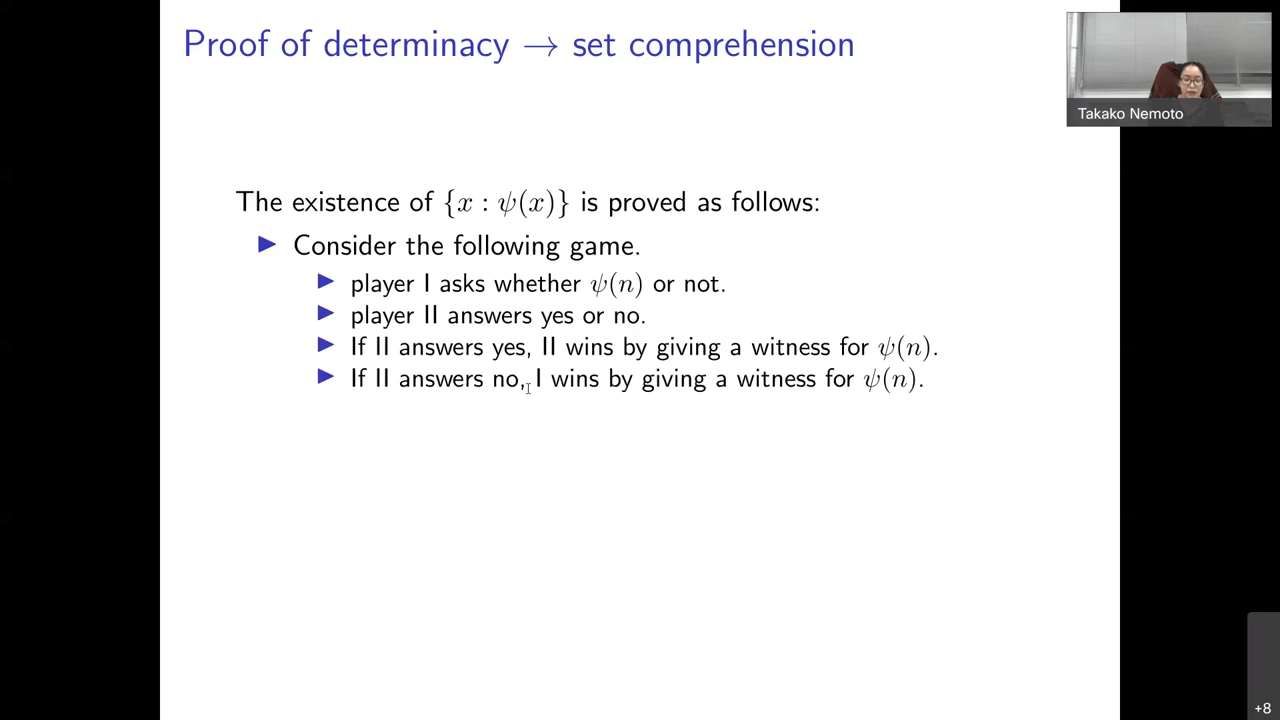 Proof of determinacy → set comprehension
Takako Nemoto
The existence of {x : ψ(x)} is proved as follows:
▶ Consider the following game.
▶ player I asks whether ψ(n) or not.
▶ player II answers yes or no.
▶ If II answers yes, II wins by giving a witness for ψ(n).
▶ If II answers no, I wins by giving a witness for ψ(n).
+8